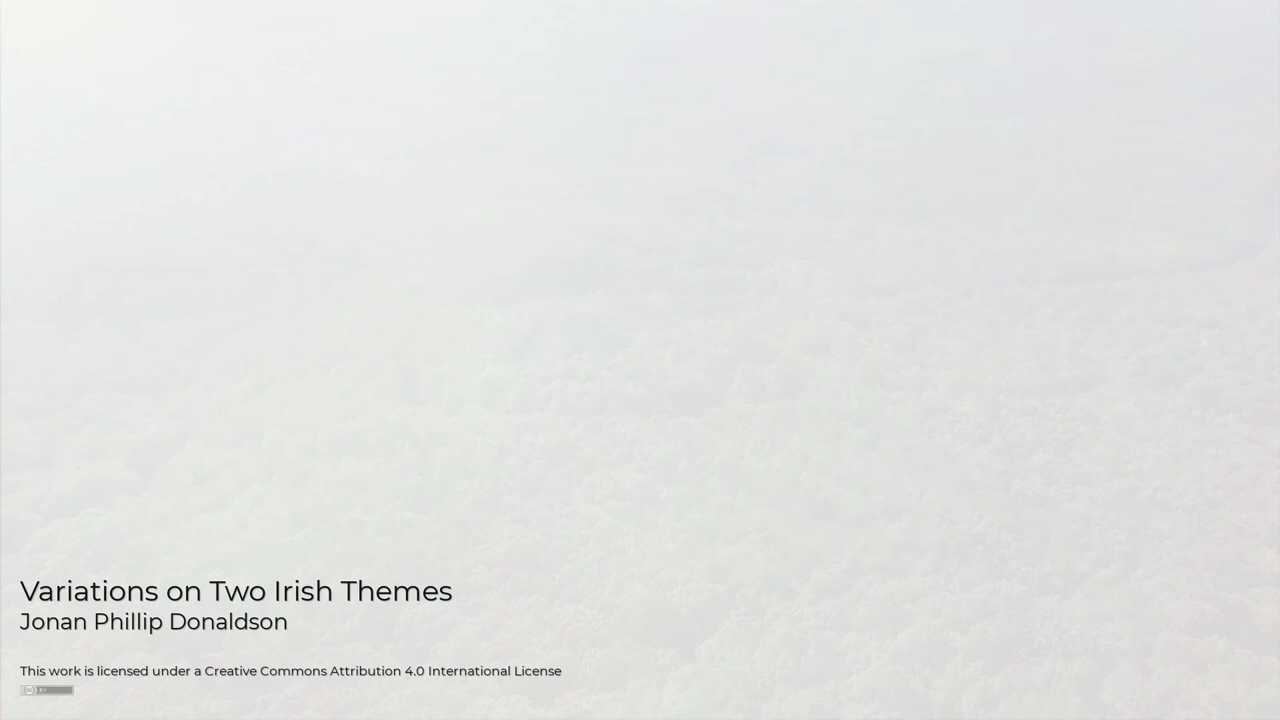 Variations on Two Irish Themes
Jonan Phillip Donaldson
This work is licensed under a Creative Commons Attribution 4.0 International License
BY